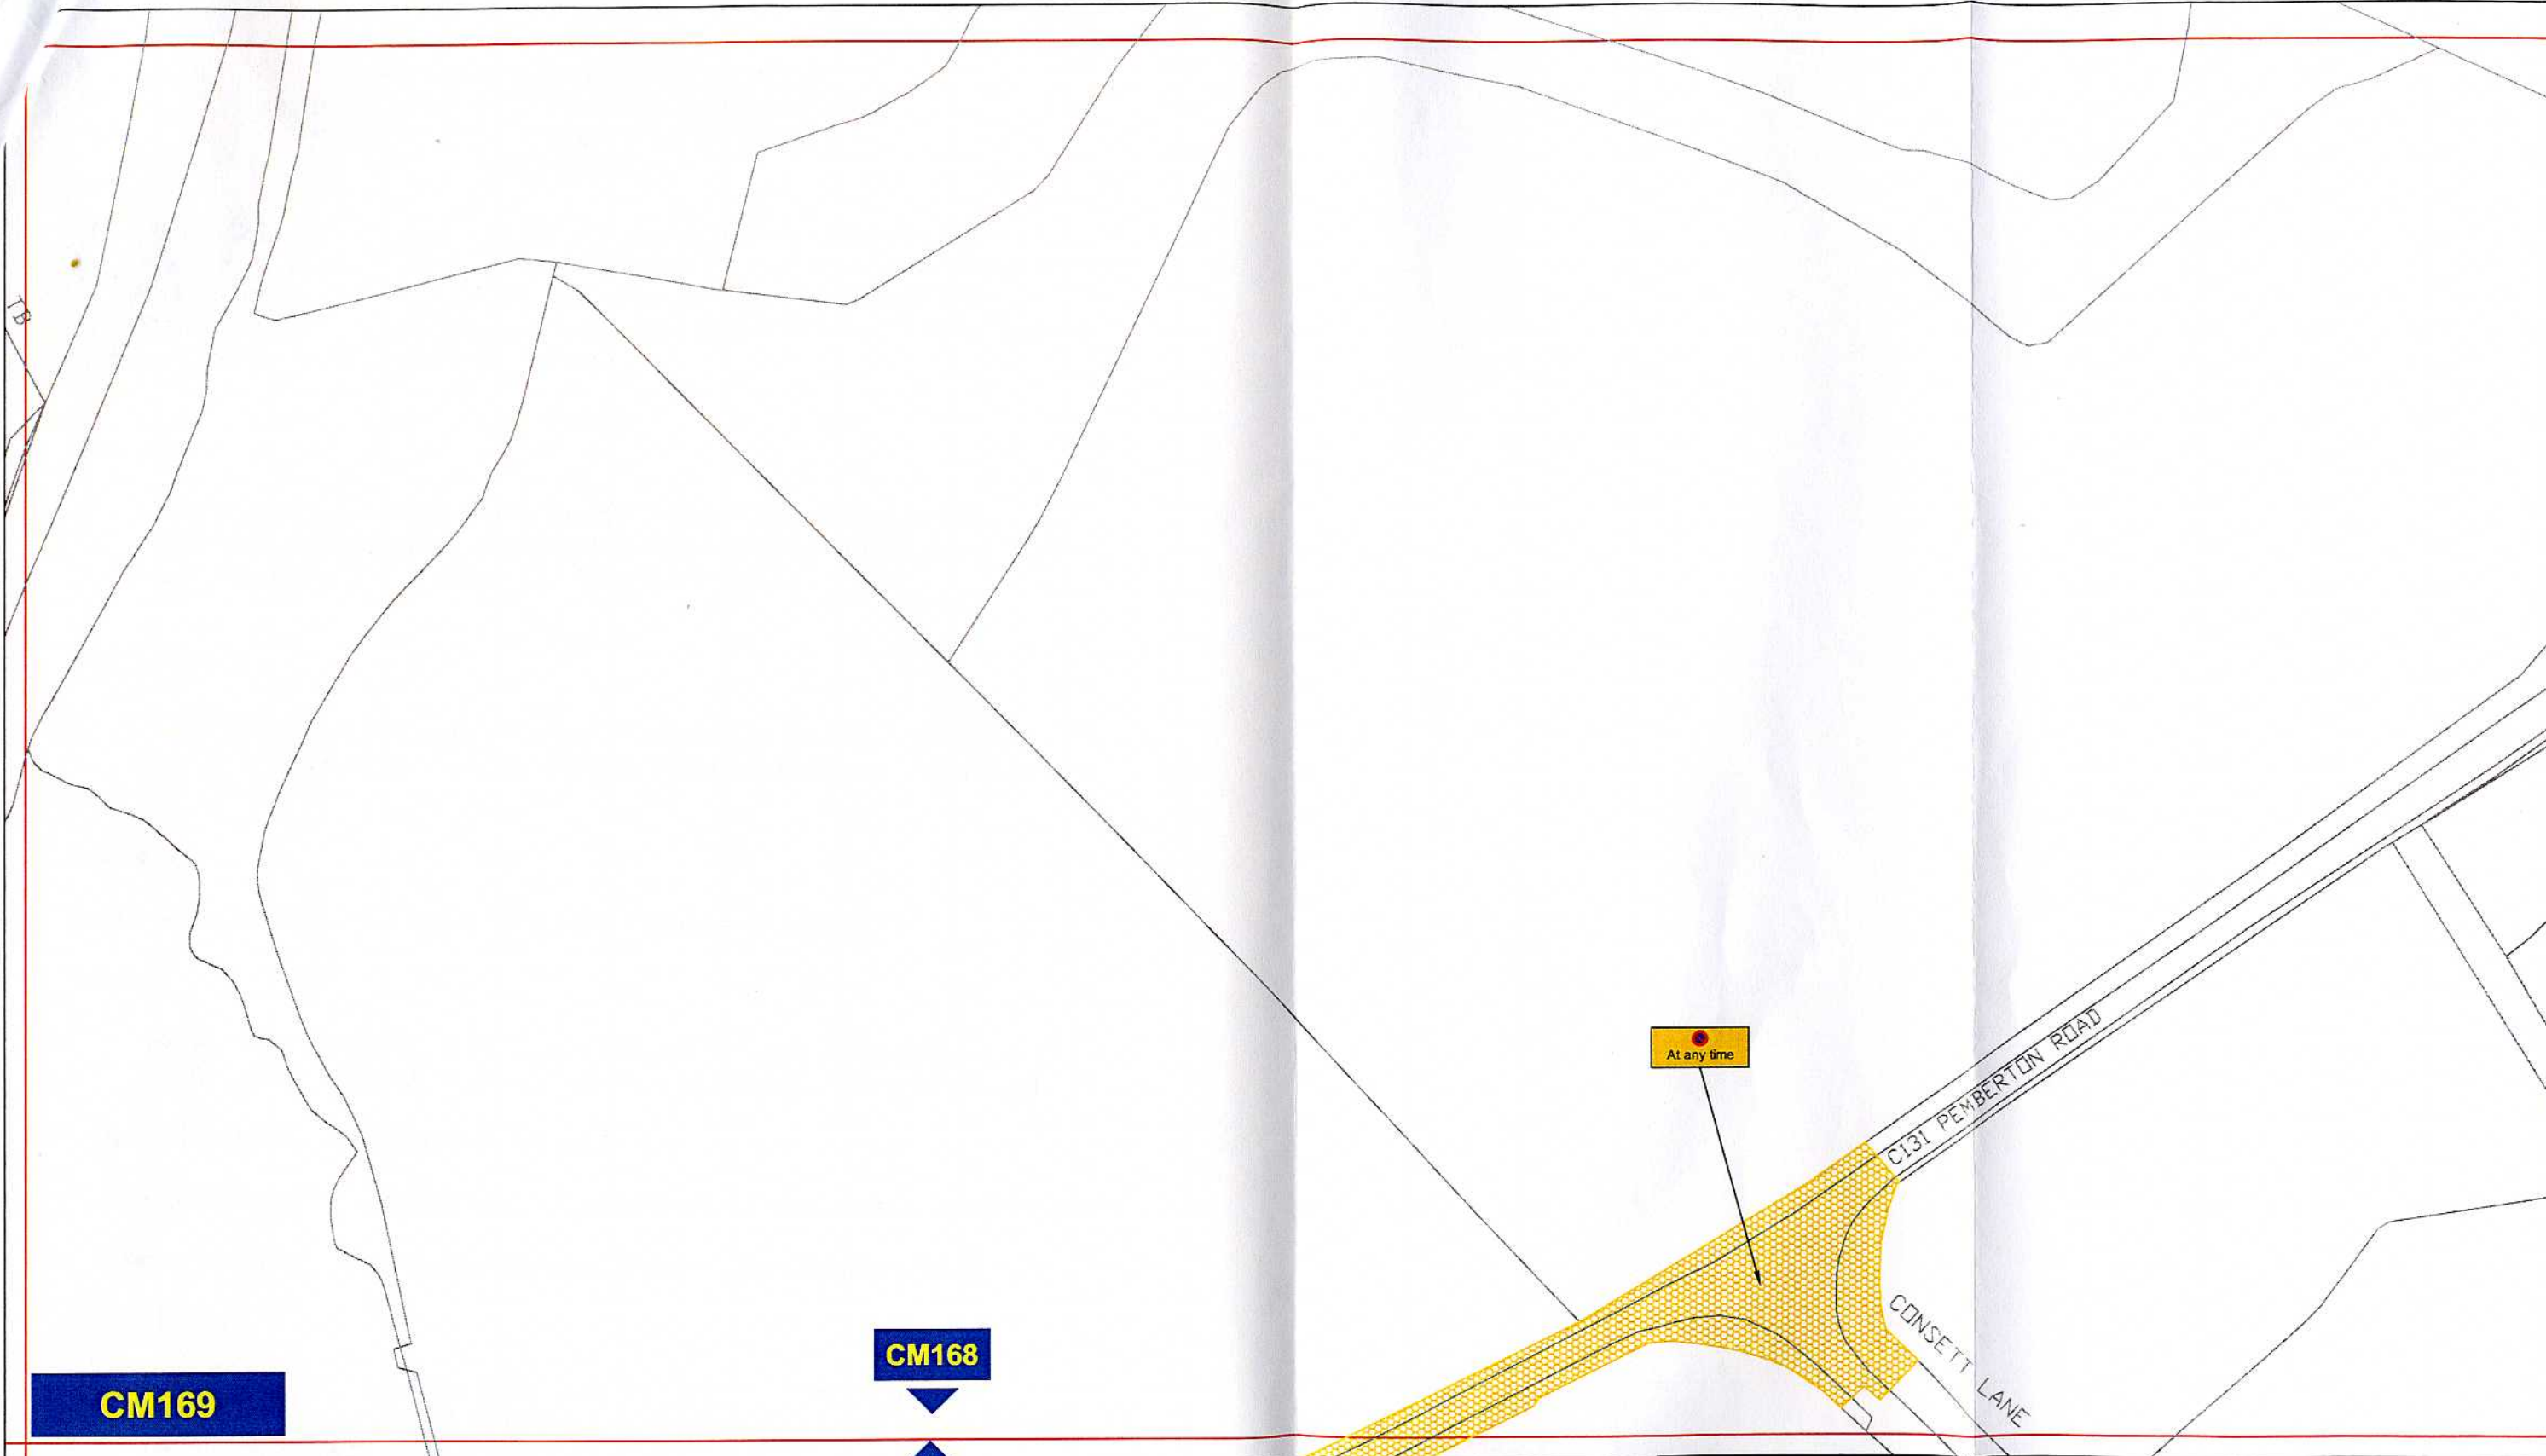 TB
At any time
C131 PEMBERTON ROAD
CONSETT LANE
CM168
CM169